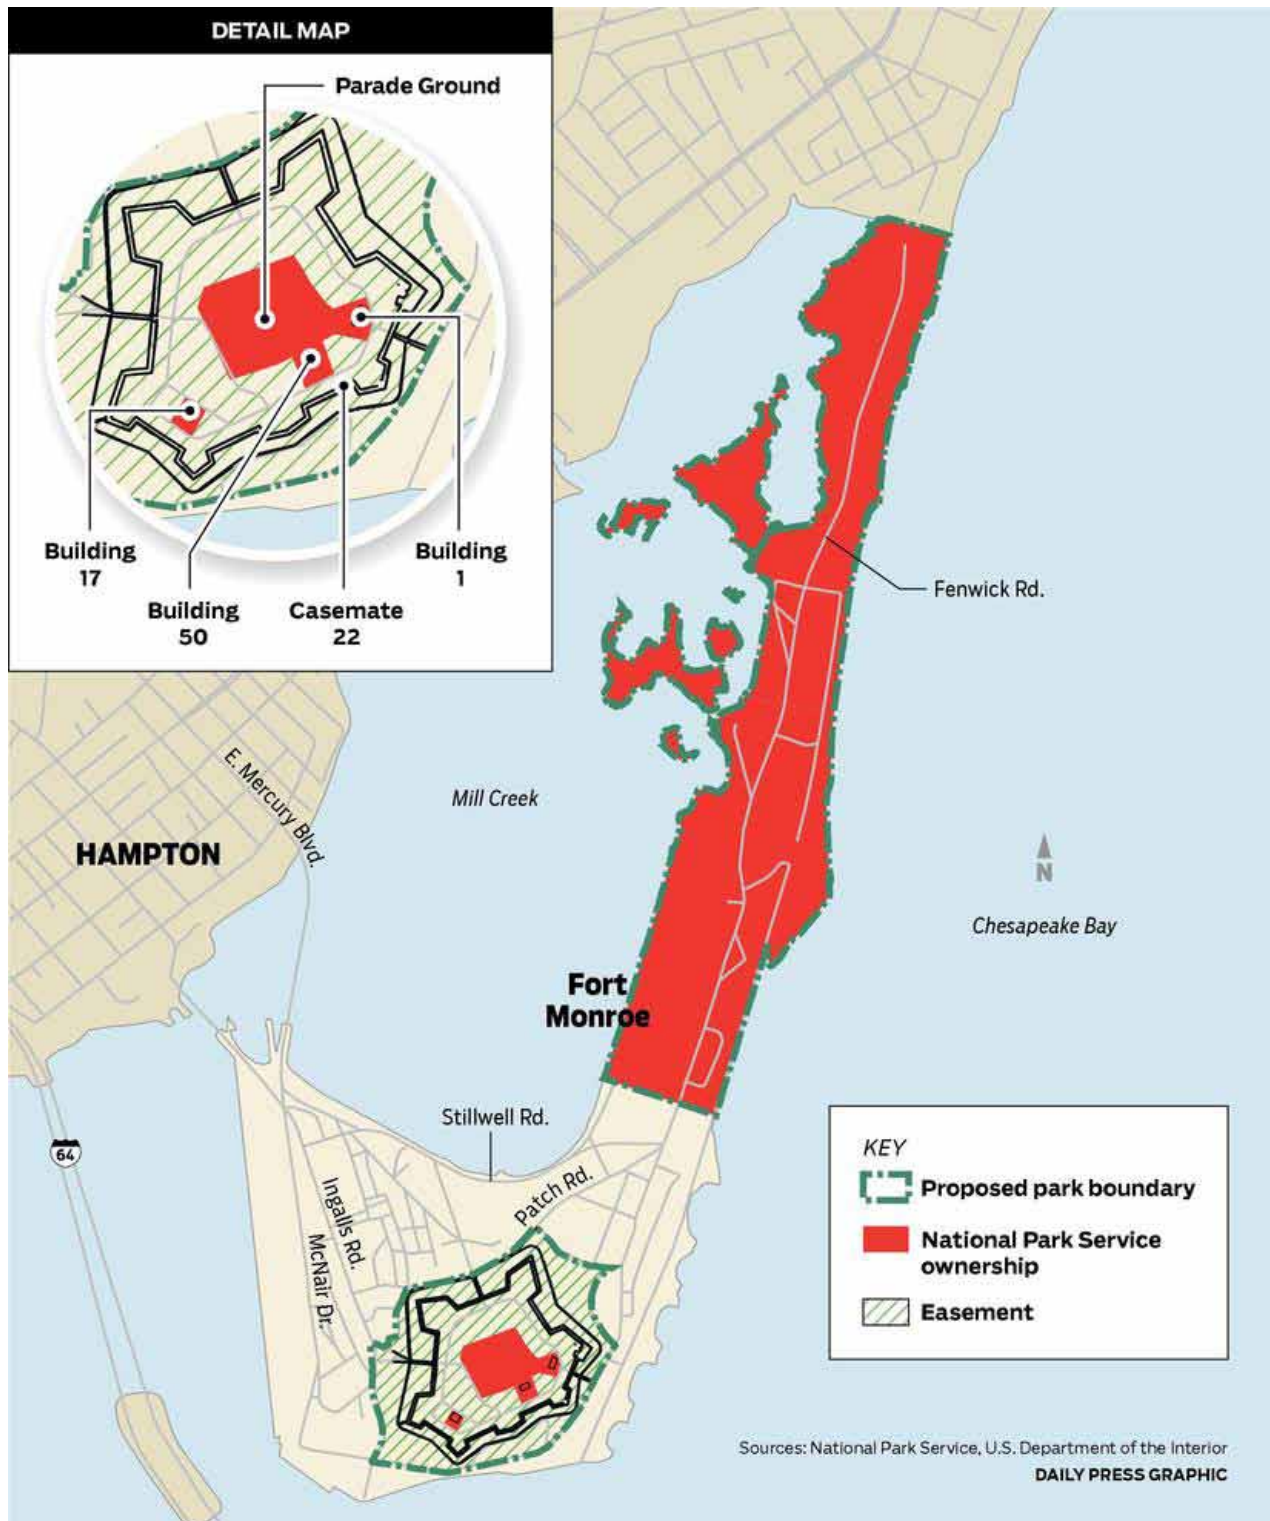 DETAIL MAP
Parade Ground
Building
17
Building
50
Casemate
22
Building
1
Fenwick Rd.
E. Mercury Blvd.
Mill Creek
HAMPTON
N
Chesapeake Bay
Fort
Monroe
64
Stillwell Rd.
Patch Rd.
Ingalls Rd.
McNair Dr.
KEY
Proposed park boundary
National Park Service
ownership
Easement
Sources: National Park Service, U.S. Department of the Interior
DAILY PRESS GRAPHIC